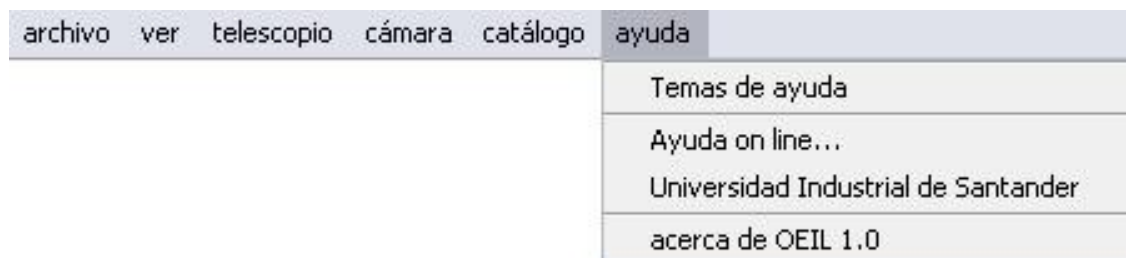 archivo ver telescopio cámara catálogo ayuda
Temas de ayuda
Ayuda on line...
Universidad Industrial de Santander
acerca de OEIL 1.0